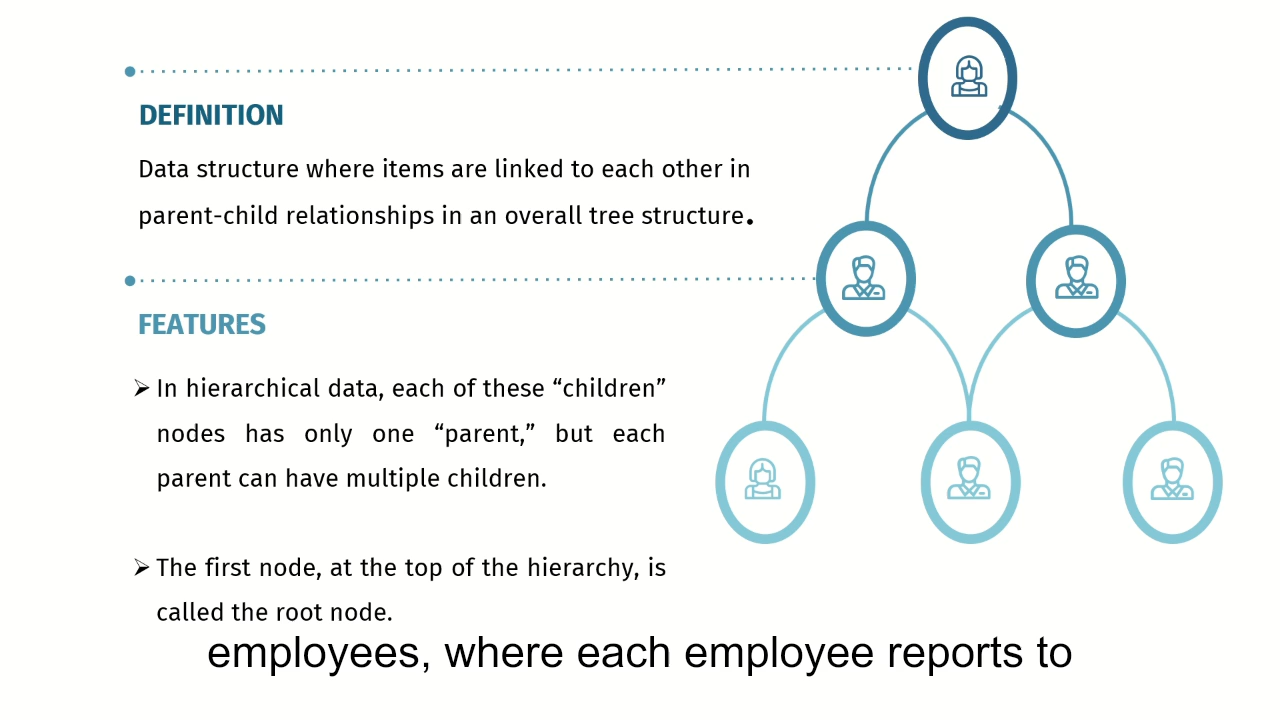 DEFINITION
Data structure where items are linked to each other in
parent-child relationships in an overall tree structure.
FEATURES
➢ In hierarchical data, each of these “children”
nodes has only one “parent,” but each
parent can have multiple children.
➢ The first node, at the top of the hierarchy, is
called the root node.
employees, where each employee reports to